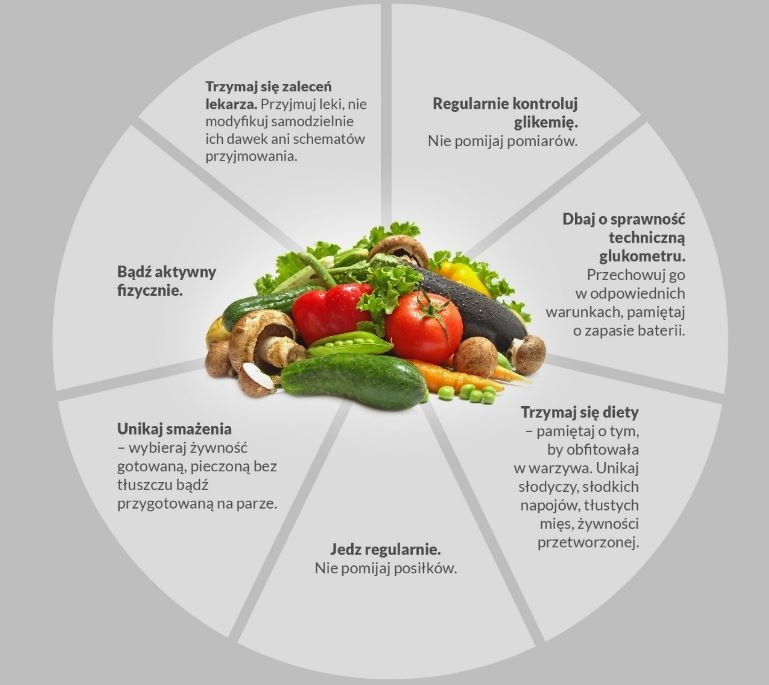 Trzymaj się zaleceń
lekarza. Przyjmuj leki, nie
modyfikuj samodzielnie
ich dawek ani schematów
przyjmowania.
Regularnie kontroluj
glikemię.
Nie pomijaj pomiarów.
Dbaj o sprawność
techniczną
glukometru.
Przechowuj go
w odpowiednich
warunkach, pamiętaj
o zapasie baterii.
Trzymaj się diety
– pamiętaj o tym,
by obfitowała
w warzywa. Unikaj
słodyczy, słodkich
napojów, tłustych
mięs, żywności
przetworzonej.
Jedz regularnie.
Nie pomijaj posiłków.
Unikaj smażenia
– wybieraj żywność
gotowaną, pieczoną bez
tłuszczu bądź
przygotowaną na parze.
Bądź aktywny
fizycznie.